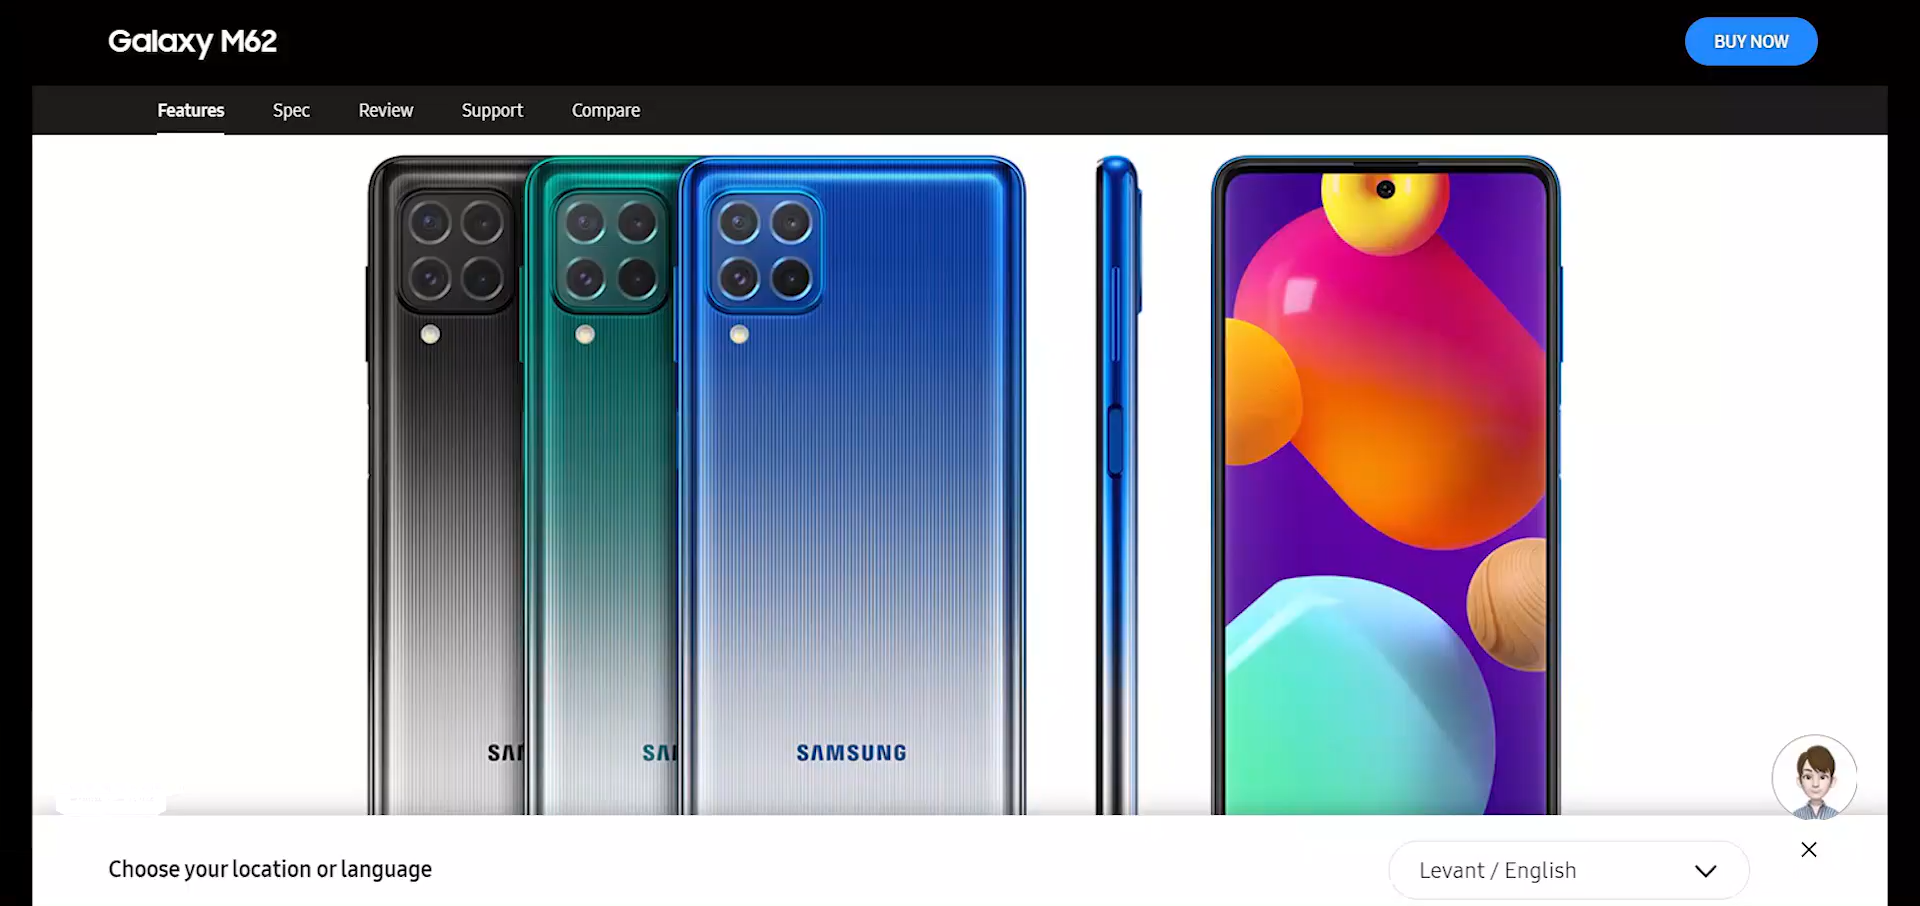 Galaxy M62
BUY NOW
Features Spec Review Support Compare
SAMSUNG
Choose your location or language
Levant / English